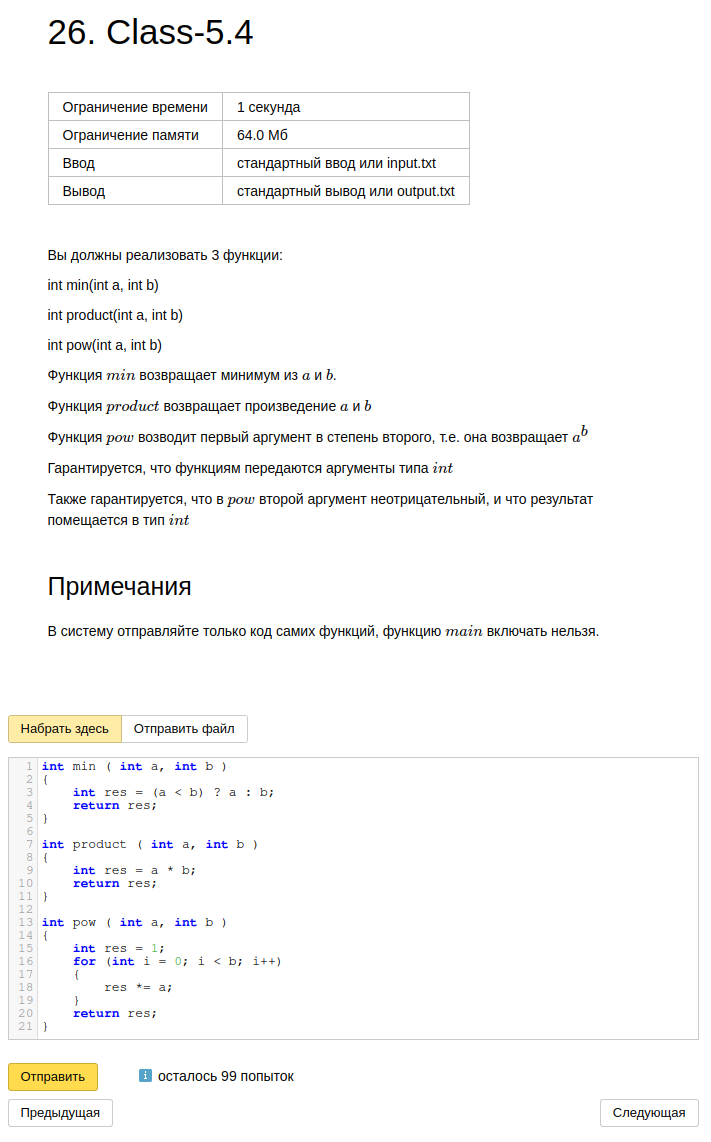 26. Class-5.4
Ограничение времени 1 секунда
Ограничение памяти 64.0 Мб
Ввод стандартный ввод или input.txt
Вывод стандартный вывод или output.txt
Вы должны реализовать 3 функции:
int min(int a, int b)
int product(int a, int b)
int pow(int a, int b)
Функция min возвращает минимум из a и b.
Функция product возвращает произведение a и b
Функция pow возводит первый аргумент в степень второго, т.е. она возвращает a^b
Гарантируется, что функциям передаются аргументы типа int
Также гарантируется, что в pow второй аргумент неотрицательный, и что результат
помещается в тип int
Примечания
В систему отправляйте только код самих функций, функцию main включать нельзя.
Набрать здесь Отправить файл
1 int min ( int a, int b )
2 {
3     int res = (a < b) ? a : b;
4     return res;
5 }
6
7 int product ( int a, int b )
8 {
9     int res = a * b;
10     return res;
11 }
12
13 int pow ( int a, int b )
14 {
15     int res = 1;
16     for (int i = 0; i < b; i++)
17     {
18         res *= a;
19     }
20     return res;
21 }
Отправить i осталось 99 попыток
Предыдущая Следующая